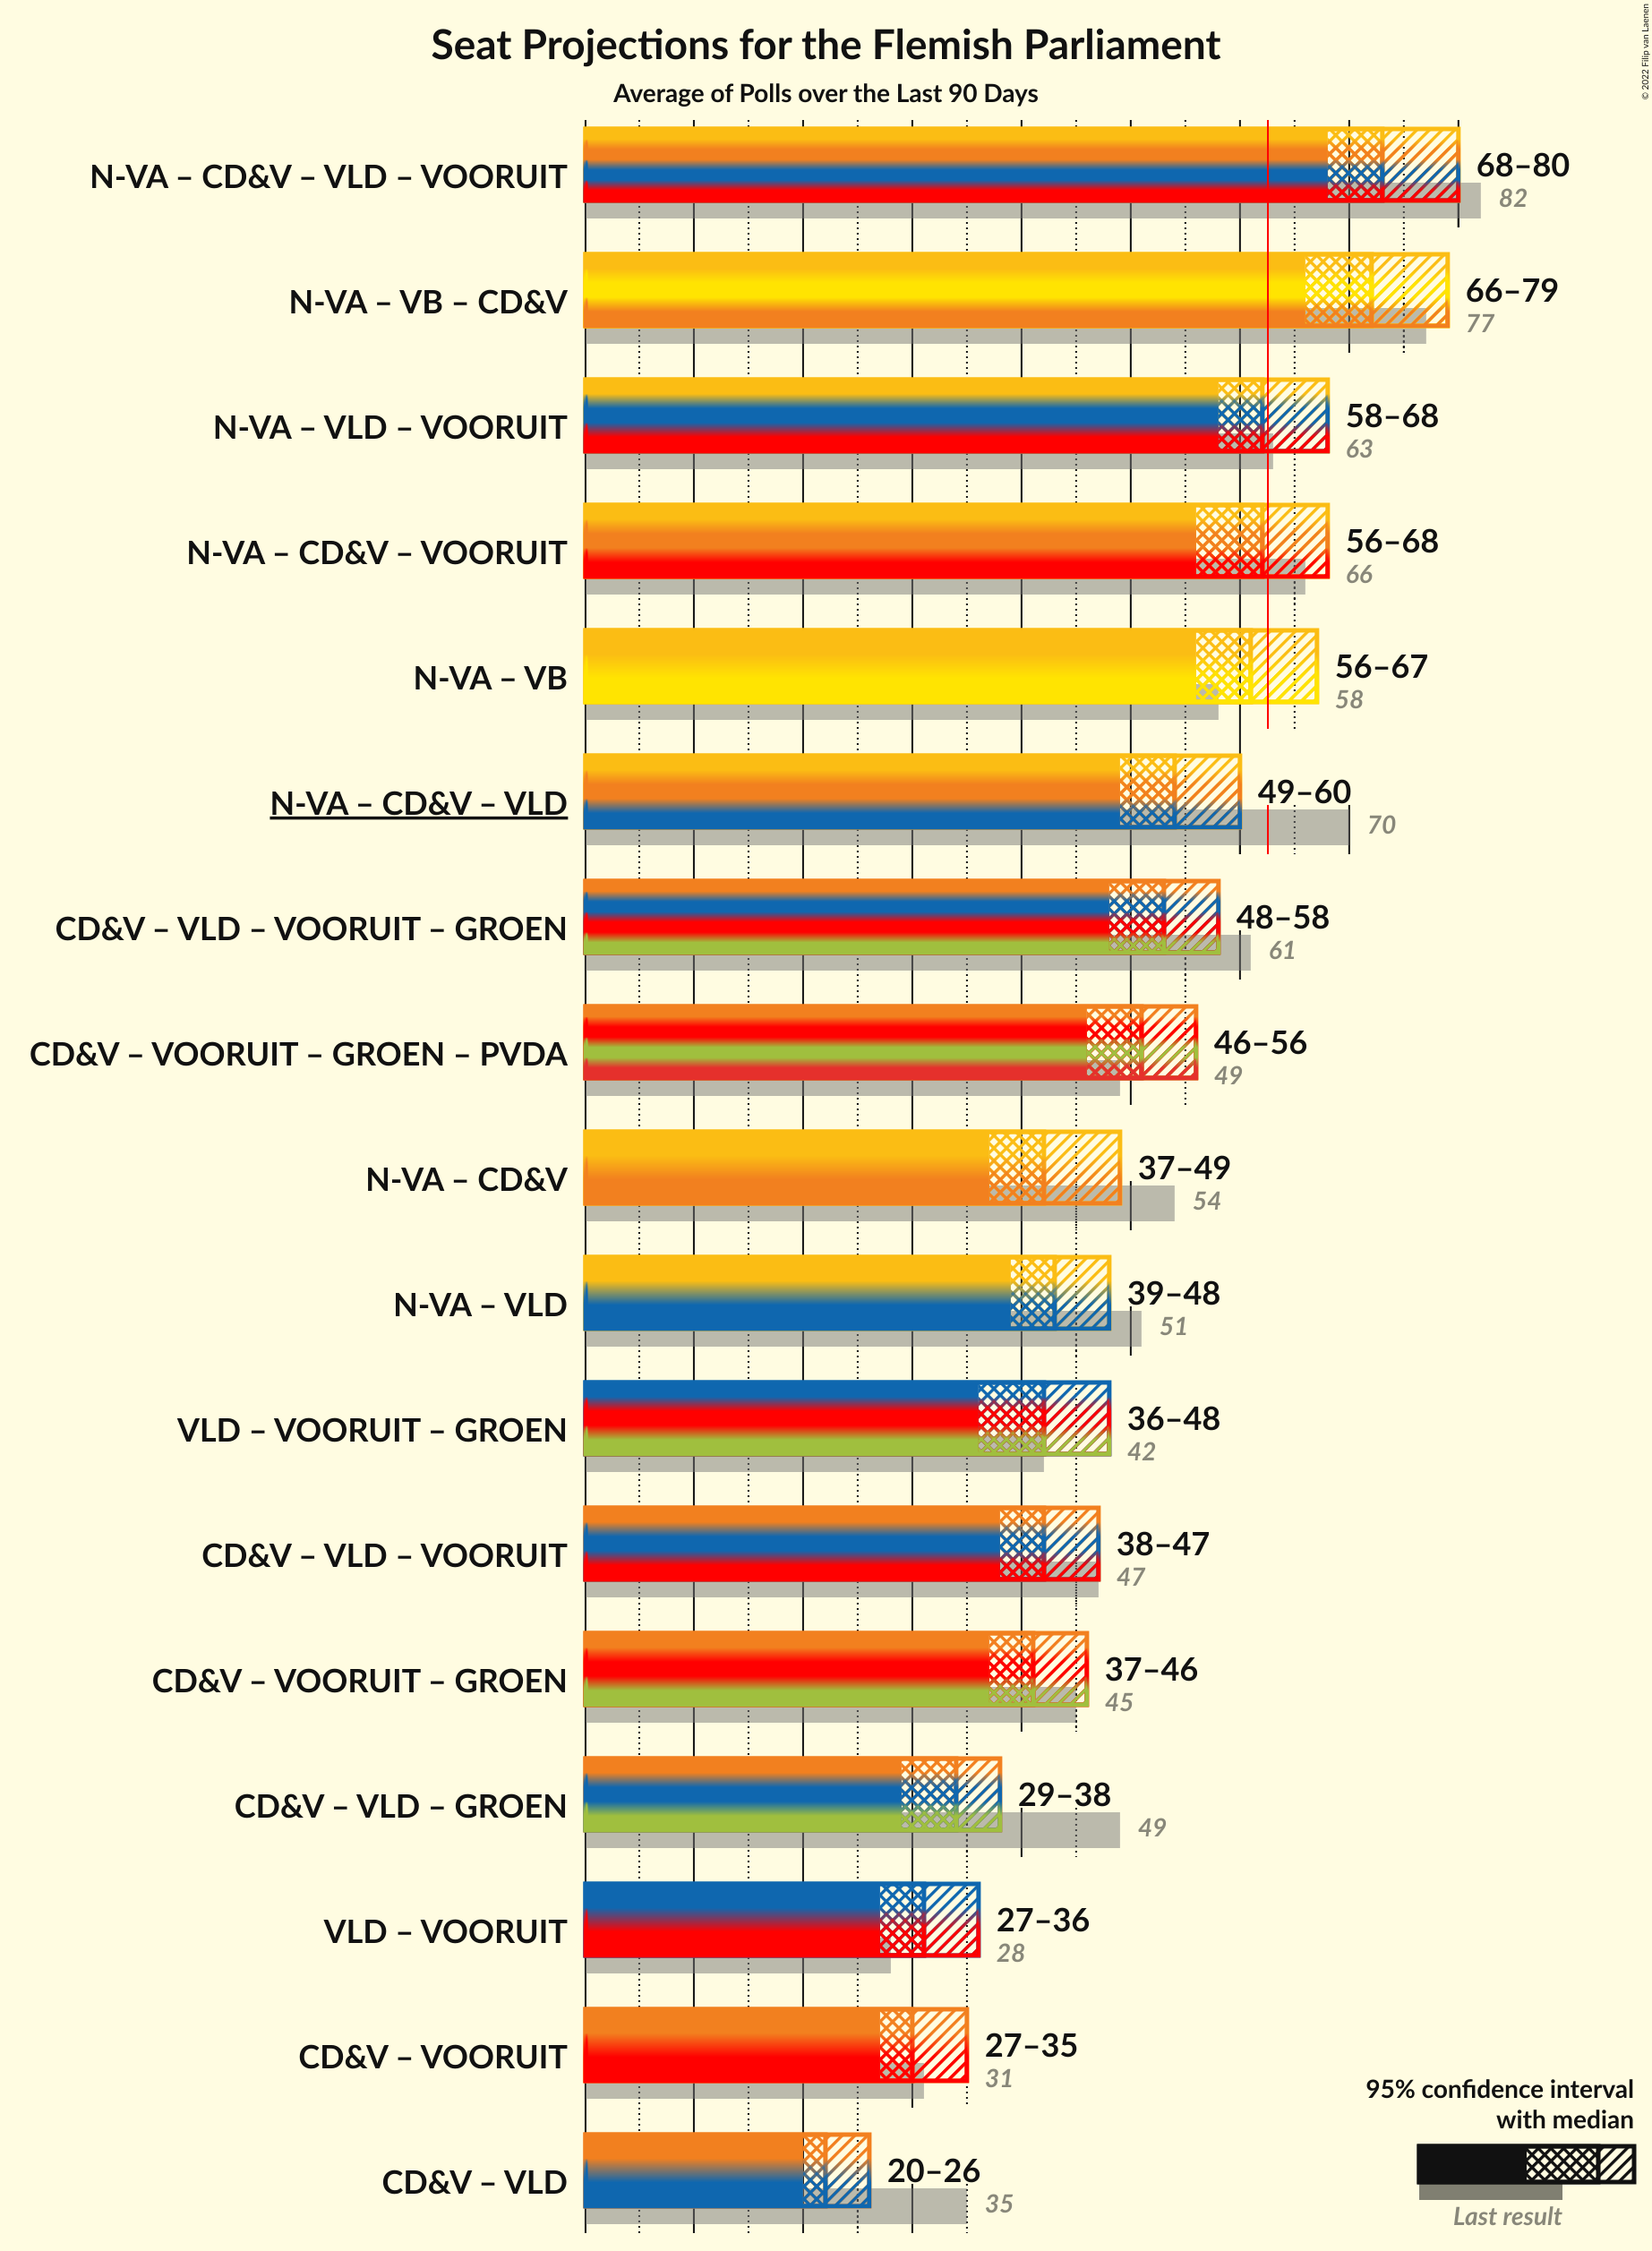 Seat Projections for the Flemish Parliament
Average of Polls over the Last 90 Days
© 2022 Filip van Laenen
N-VA – CD&V – VLD – VOORUIT
68–80
82
N-VA – VB – CD&V
66–79
77
N-VA – VLD – VOORUIT
58–68
63
N-VA – CD&V – VOORUIT
56–68
66
N-VA – VB
56–67
58
N-VA – CD&V – VLD
49–60
70
CD&V – VLD – VOORUIT – GROEN
48–58
61
CD&V – VOORUIT – GROEN – PVDA
46–56
49
N-VA – CD&V
37–49
54
N-VA – VLD
39–48
51
VLD – VOORUIT – GROEN
36–48
42
CD&V – VLD – VOORUIT
38–47
47
CD&V – VOORUIT – GROEN
37–46
45
CD&V – VLD – GROEN
29–38
49
VLD – VOORUIT
27–36
28
CD&V – VOORUIT
27–35
31
CD&V – VLD
20–26
35
95% confidence interval
with median
Last result